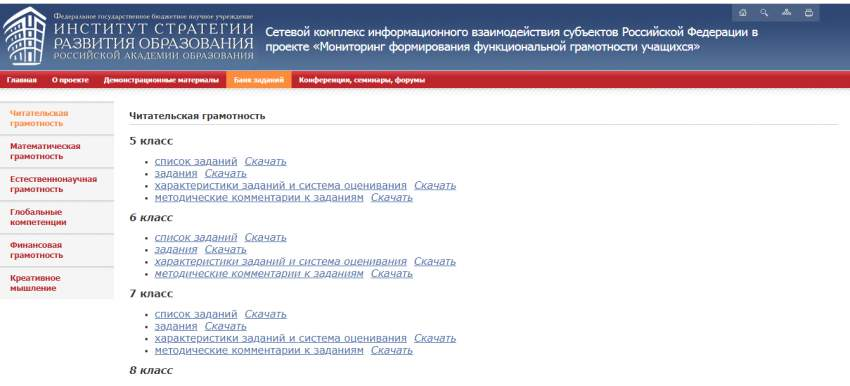 Федеральное государственное бюджетное научное учреждение
ИНСТИТУТ СТРАТЕГИИ
РАЗВИТИЯ ОБРАЗОВАНИЯ
РОССИЙСКОЙ АКАДЕМИИ ОБРАЗОВАНИЯ
Сетевой комплекс информационного взаимодействия субъектов Российской Федерации в
проекте «Мониторинг формирования функциональной грамотности учащихся»
Главная О проекте Демонстрационные материалы Банк заданий Конференции, семинары, форумы
Читательская
грамотность
Математическая
грамотность
Естественнонаучная
грамотность
Глобальные
компетенции
Финансовая
грамотность
Креативное
мышление
Читательская грамотность
5 класс
список заданий Скачать
задания Скачать
характеристики заданий и система оценивания Скачать
методические комментарии к заданиям Скачать
6 класс
список заданий Скачать
задания Скачать
характеристики заданий и система оценивания Скачать
методические комментарии к заданиям Скачать
7 класс
список заданий Скачать
задания Скачать
характеристики заданий и система оценивания Скачать
методические комментарии к заданиям Скачать
8 класс